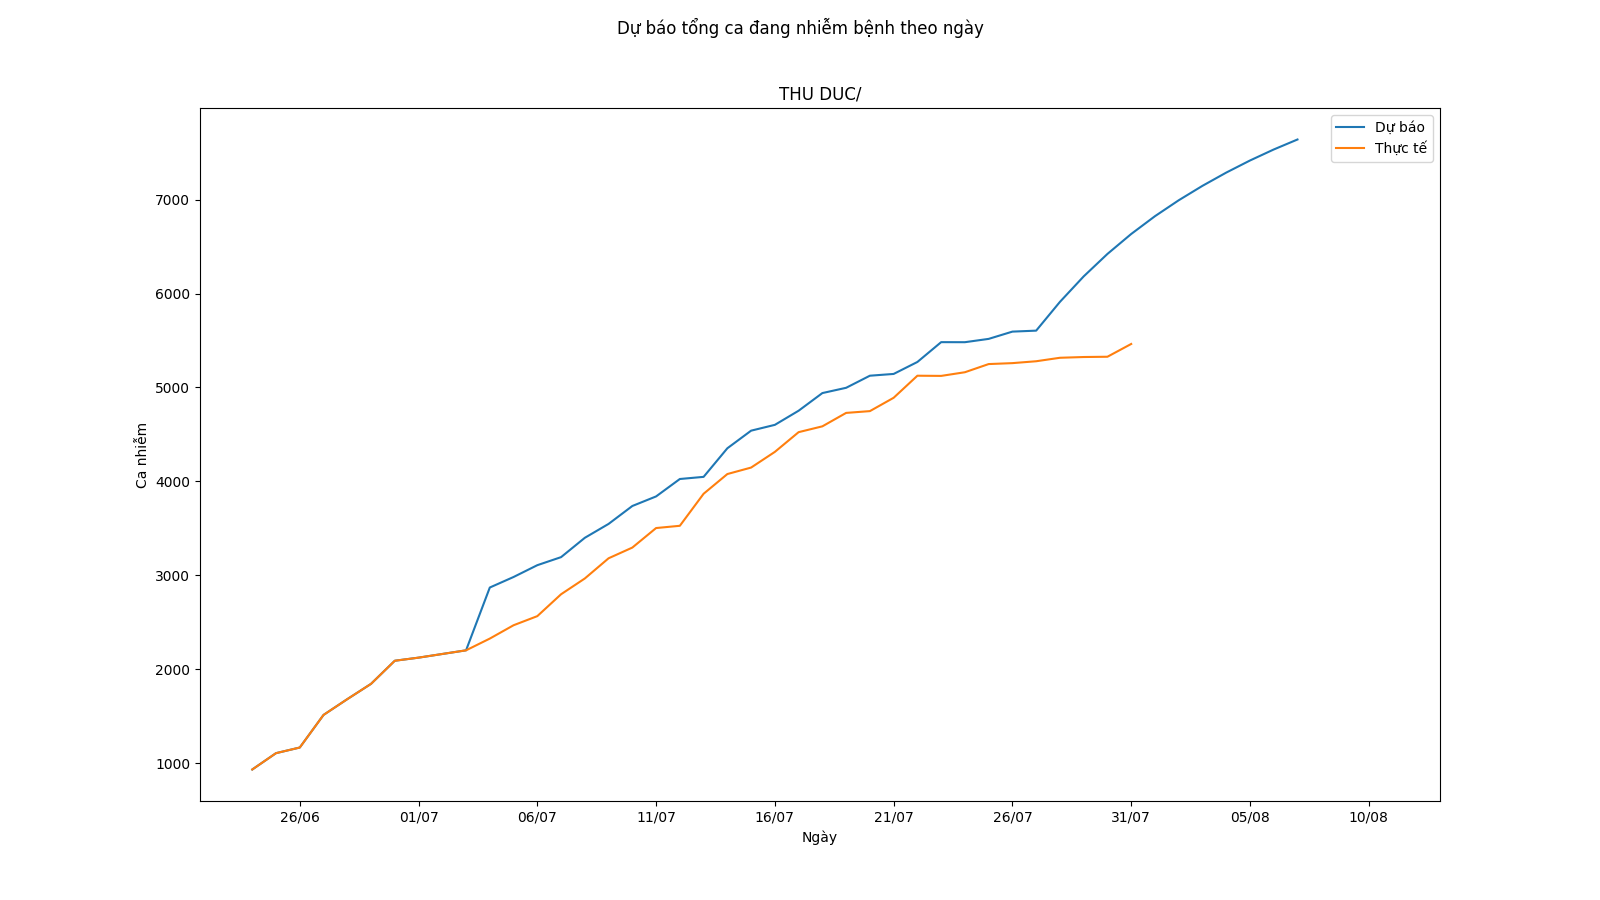 Dự báo tổng ca đang nhiễm bệnh theo ngày
THU DUC/
Dự báo
Thực tế
7000
6000
5000
4000
3000
2000
1000
Ca nhiễm
26/06 01/07 06/07 11/07 16/07 21/07 26/07 31/07 05/08 10/08
Ngày